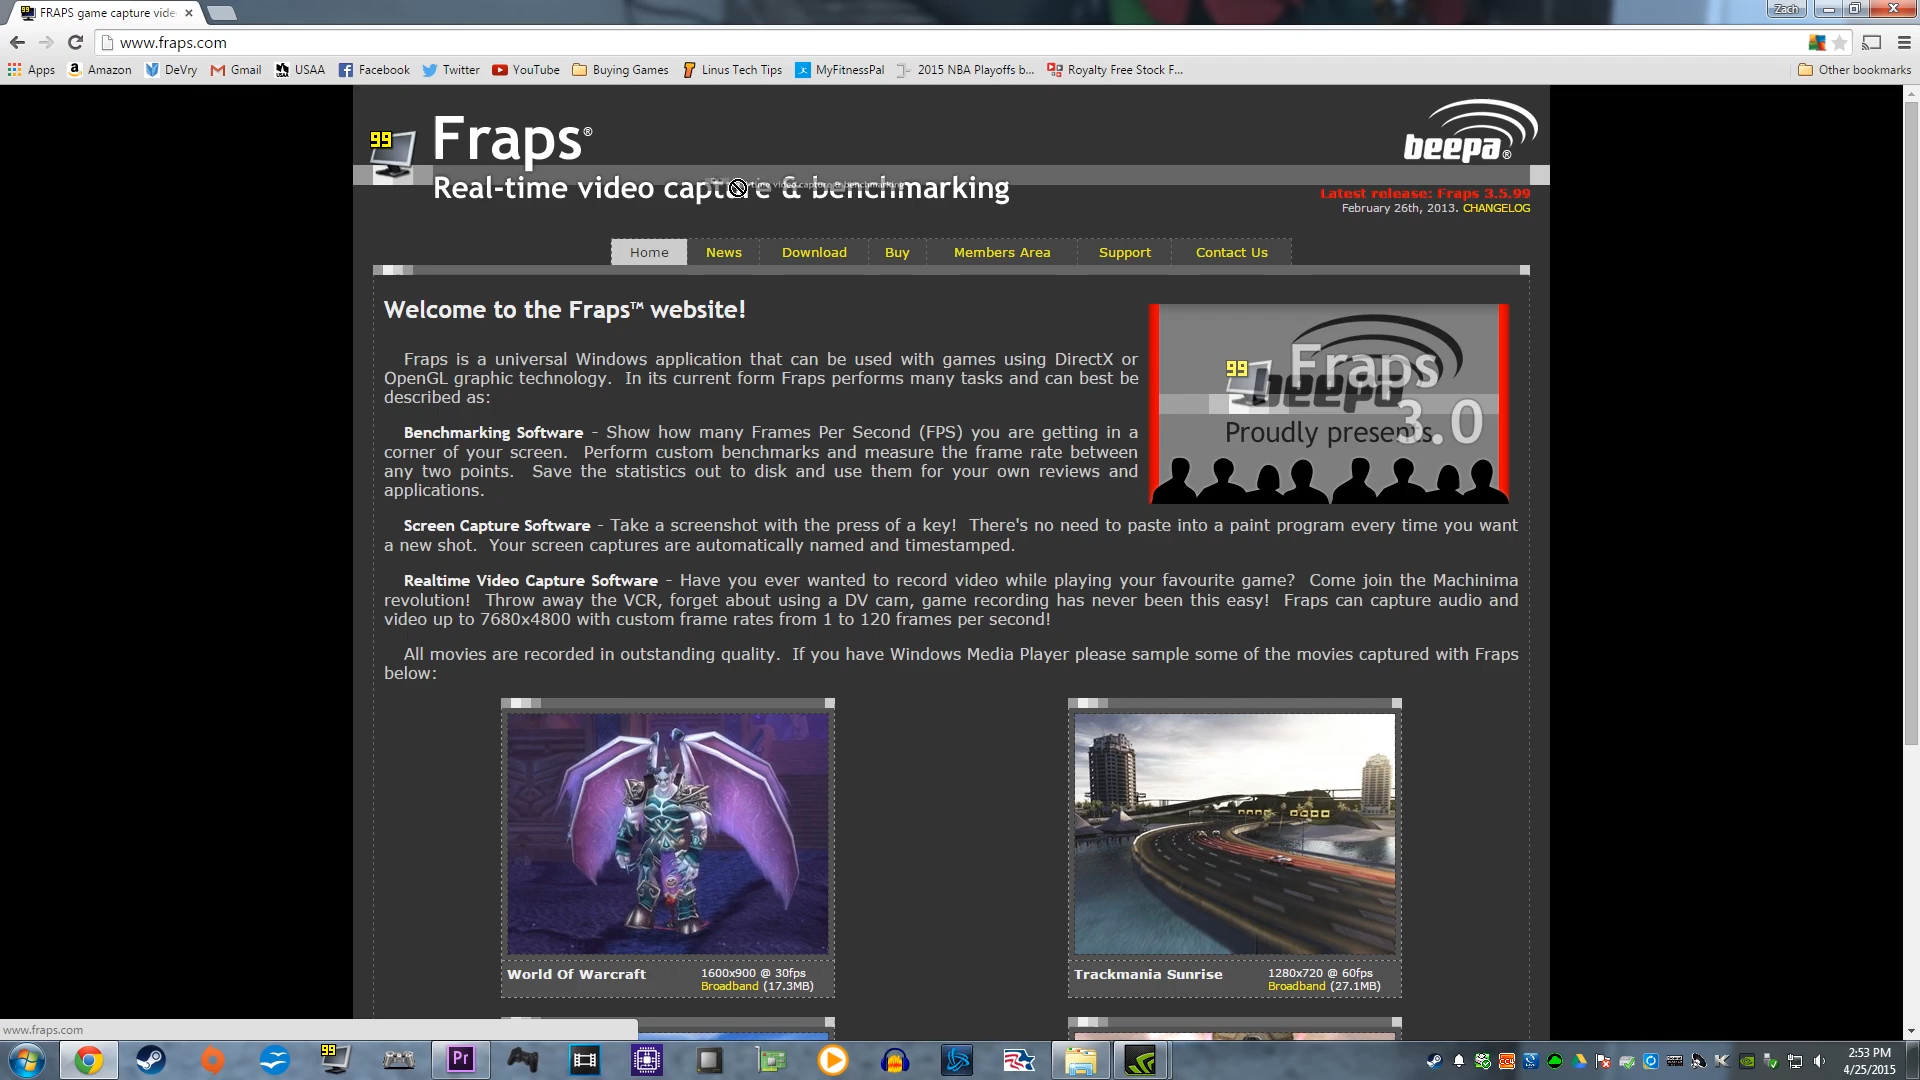 FRAPS game capture vide
Zach
www.fraps.com
Apps
Amazon
DeVry
Gmail
USAA
Facebook
Twitter
YouTube
Buying Games
Linus Tech Tips
MyFitnessPal
2015 NBA Playoffs b...
Royalty Free Stock F...
Other bookmarks
99
Fraps®
beepa®
Real-time video capture & benchmarking
Latest release: Fraps 3.5.99
February 26th, 2013. CHANGELOG
Home
News
Download
Buy
Members Area
Support
Contact Us
Welcome to the Fraps™ website!
99
Fraps
beepa
3.0
Proudly presents
Fraps is a universal Windows application that can be used with games using DirectX or
OpenGL graphic technology. In its current form Fraps performs many tasks and can best be
described as:
Benchmarking Software - Show how many Frames Per Second (FPS) you are getting in a
corner of your screen. Perform custom benchmarks and measure the frame rate between
any two points. Save the statistics out to disk and use them for your own reviews and
applications.
Screen Capture Software - Take a screenshot with the press of a key! There's no need to paste into a paint program every time you want
a new shot. Your screen captures are automatically named and timestamped.
Realtime Video Capture Software - Have you ever wanted to record video while playing your favourite game? Come join the Machinima
revolution! Throw away the VCR, forget about using a DV cam, game recording has never been this easy! Fraps can capture audio and
video up to 7680x4800 with custom frame rates from 1 to 120 frames per second!
All movies are recorded in outstanding quality. If you have Windows Media Player please sample some of the movies captured with Fraps
below:
World Of Warcraft
1600x900 @ 30fps
Broadband (17.3MB)
Trackmania Sunrise
1280x720 @ 60fps
Broadband (27.1MB)
www.fraps.com
99
Pr
2:53 PM
4/25/2015